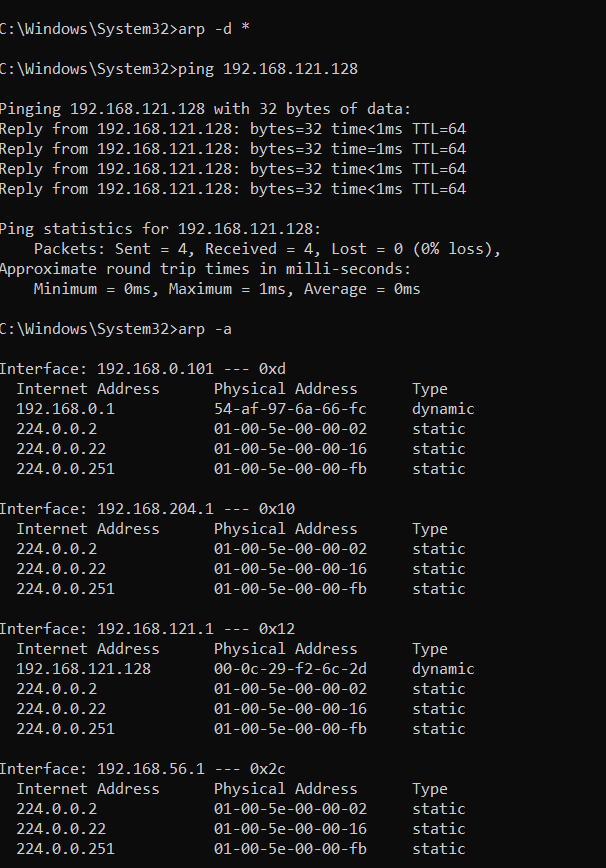 C:\Windows\System32>arp -d *
C:\Windows\System32>ping 192.168.121.128
Pinging 192.168.121.128 with 32 bytes of data:
Reply from 192.168.121.128: bytes=32 time<1ms TTL=64
Reply from 192.168.121.128: bytes=32 time=1ms TTL=64
Reply from 192.168.121.128: bytes=32 time<1ms TTL=64
Reply from 192.168.121.128: bytes=32 time<1ms TTL=64
Ping statistics for 192.168.121.128:
    Packets: Sent = 4, Received = 4, Lost = 0 (0% loss),
Approximate round trip times in milli-seconds:
    Minimum = 0ms, Maximum = 1ms, Average = 0ms
C:\Windows\System32>arp -a
Interface: 192.168.0.101 --- 0xd
  Internet Address      Physical Address      Type
  192.168.0.1           54-af-97-6a-66-fc     dynamic
  224.0.0.2             01-00-5e-00-00-02     static
  224.0.0.22            01-00-5e-00-00-16     static
  224.0.0.251           01-00-5e-00-00-fb     static
Interface: 192.168.204.1 --- 0x10
  Internet Address      Physical Address      Type
  224.0.0.2             01-00-5e-00-00-02     static
  224.0.0.22            01-00-5e-00-00-16     static
  224.0.0.251           01-00-5e-00-00-fb     static
Interface: 192.168.121.1 --- 0x12
  Internet Address      Physical Address      Type
  192.168.121.128       00-0c-29-f2-6c-2d     dynamic
  224.0.0.2             01-00-5e-00-00-02     static
  224.0.0.22            01-00-5e-00-00-16     static
  224.0.0.251           01-00-5e-00-00-fb     static
Interface: 192.168.56.1 --- 0x2c
  Internet Address      Physical Address      Type
  224.0.0.2             01-00-5e-00-00-02     static
  224.0.0.22            01-00-5e-00-00-16     static
  224.0.0.251           01-00-5e-00-00-fb     static